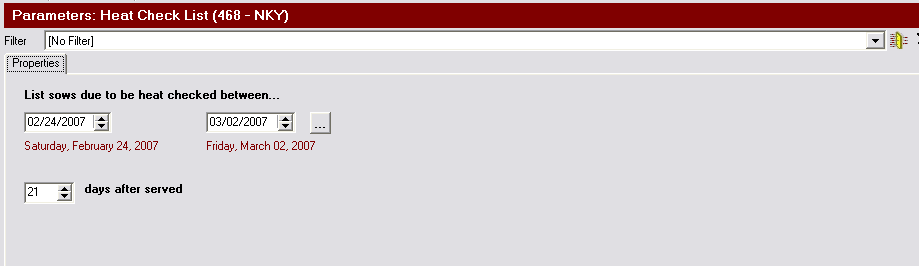 Parameters: Heat Check List (468 - NKY)
Filter [No Filter]
Properties
List sows due to be heat checked between...
02/24/2007 03/02/2007 ...
Saturday, February 24, 2007 Friday, March 02, 2007
21 days after served